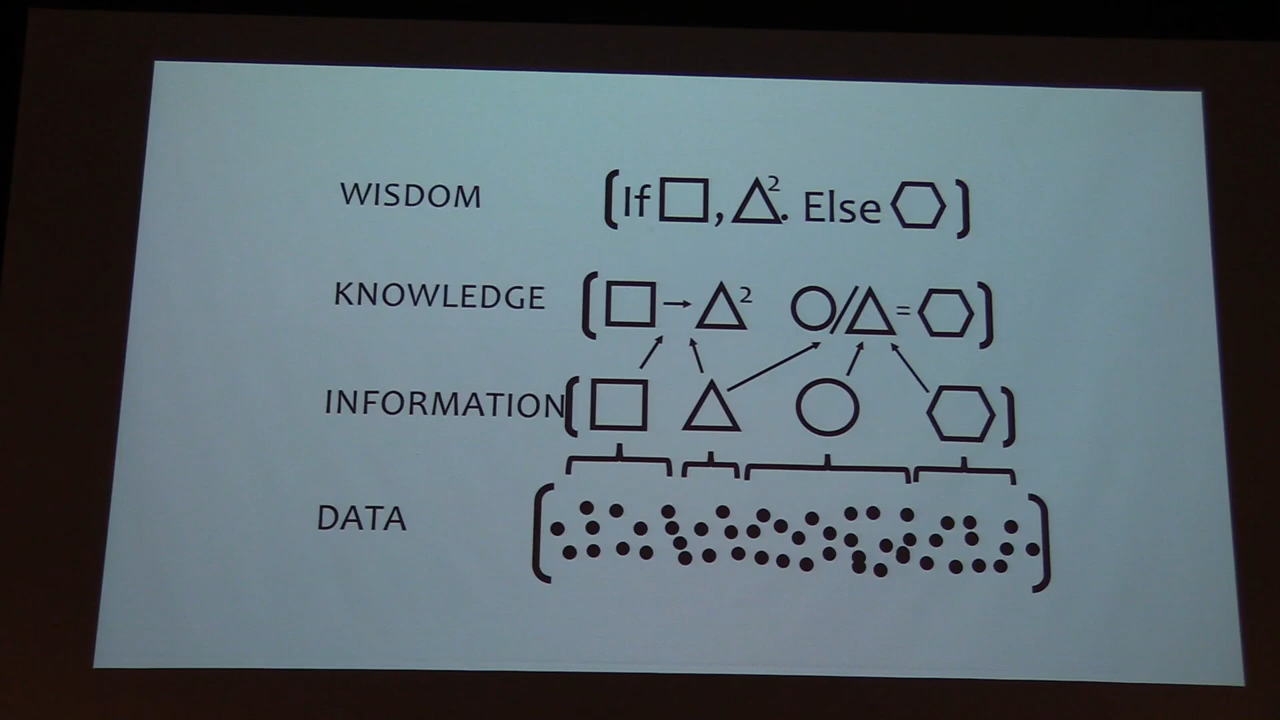 WISDOM (If □, △². Else ⬡)
KNOWLEDGE (□→△² ○/△=⬡)
INFORMATION (□ △ ○ ⬡)
DATA